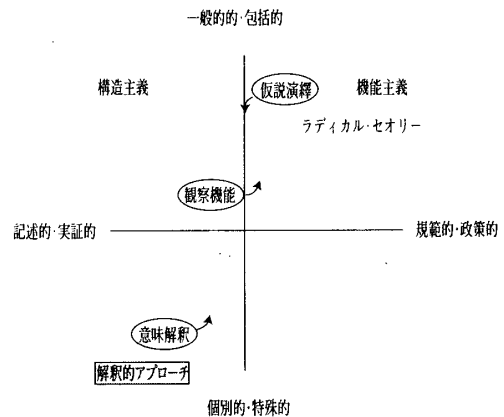 一般的的·包括的
構造主義
仮説演繹
機能主義
ラディカル·セオリー
観察機能
記述的·実証的
規範的·政策的
意味解釈
解釈的アプローチ
個別的·特殊的